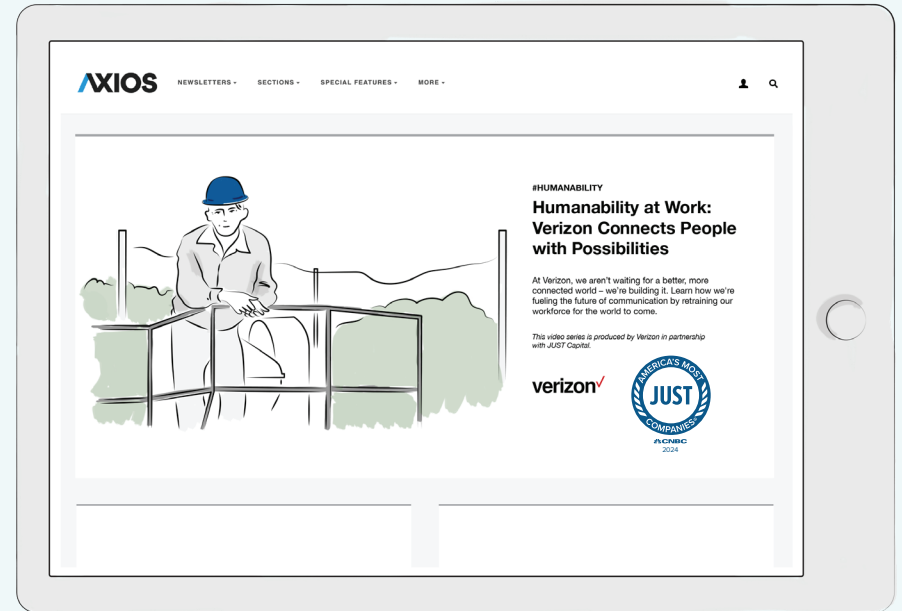 AXIOS NEWSLETTERS SECTIONS SPECIAL FEATURES MORE
#HUMANABILITY
Humanability at Work:
Verizon Connects People
with Possibilities
At Verizon, we aren't waiting for a better, more
connected world – we're building it. Learn how we're
fueling the future of communication by retraining our
workforce for the world to come.
This video series is produced by Verizon in partnership
with JUST Capital.
verizon
AMERICA'S MOST
JUST
COMPANIES
CNBC
2024